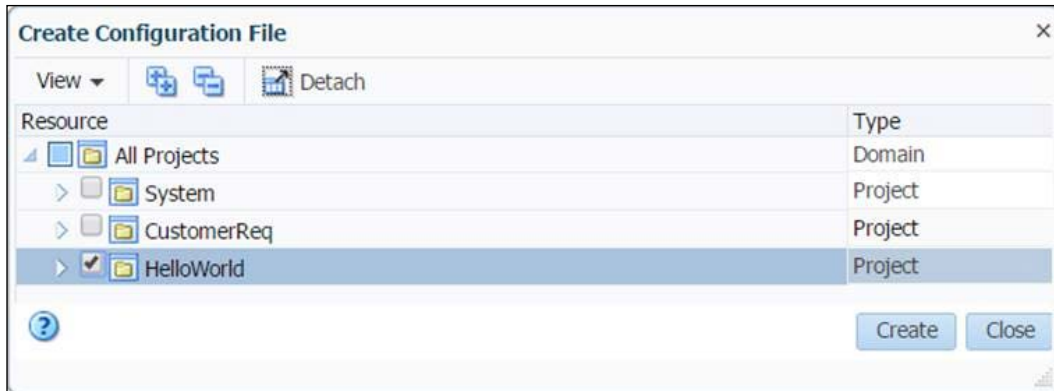 Create Configuration File
View Detach
Resource Type
All Projects Domain
System Project
CustomerReq Project
HelloWorld Project
Create Close